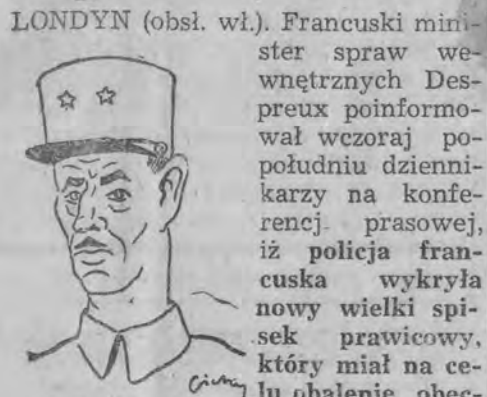 LONDYN (obsł. wł.). Francuski mini-
ster spraw we-
wnętrznych Des-
preux poinformo-
wał wczoraj po-
południu dzienni-
karzy na konfe-
rencj. prasowej,
iż policja fran-
cuska wykryła
nowy wielki spi-
sek prawicowy,
który miał na ce-
lu obalenie obec-